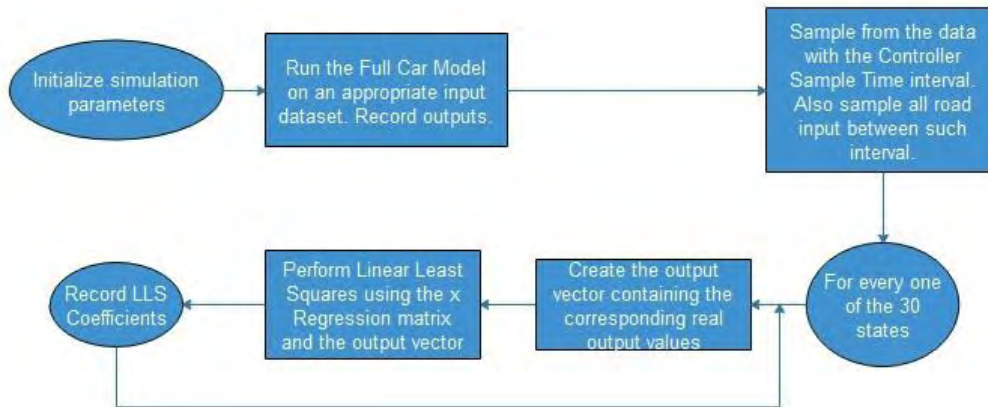 Initialize simulation
parameters
Run the Full Car Model
on an appropriate input
dataset. Record outputs.
Sample from the data
with the Controller
Sample Time interval.
Also sample all road
input between such
interval.
For every one
of the 30
states
Create the output
vector containing the
corresponding real
output values
Perform Linear Least
Squares using the x
Regression matrix
and the output vector
Record LLS
Coefficients